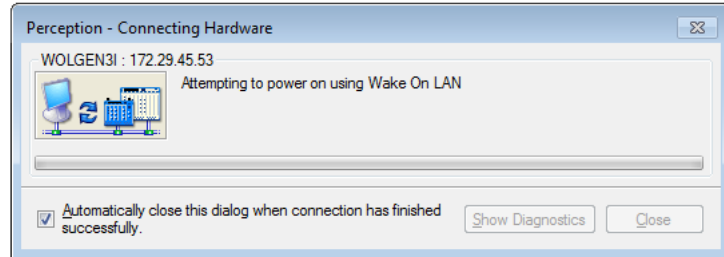 Perception - Connecting Hardware
WOLGEN3I : 172.29.45.53
Attempting to power on using Wake On LAN
Automatically close this dialog when connection has finished
successfully.
Show Diagnostics
Close